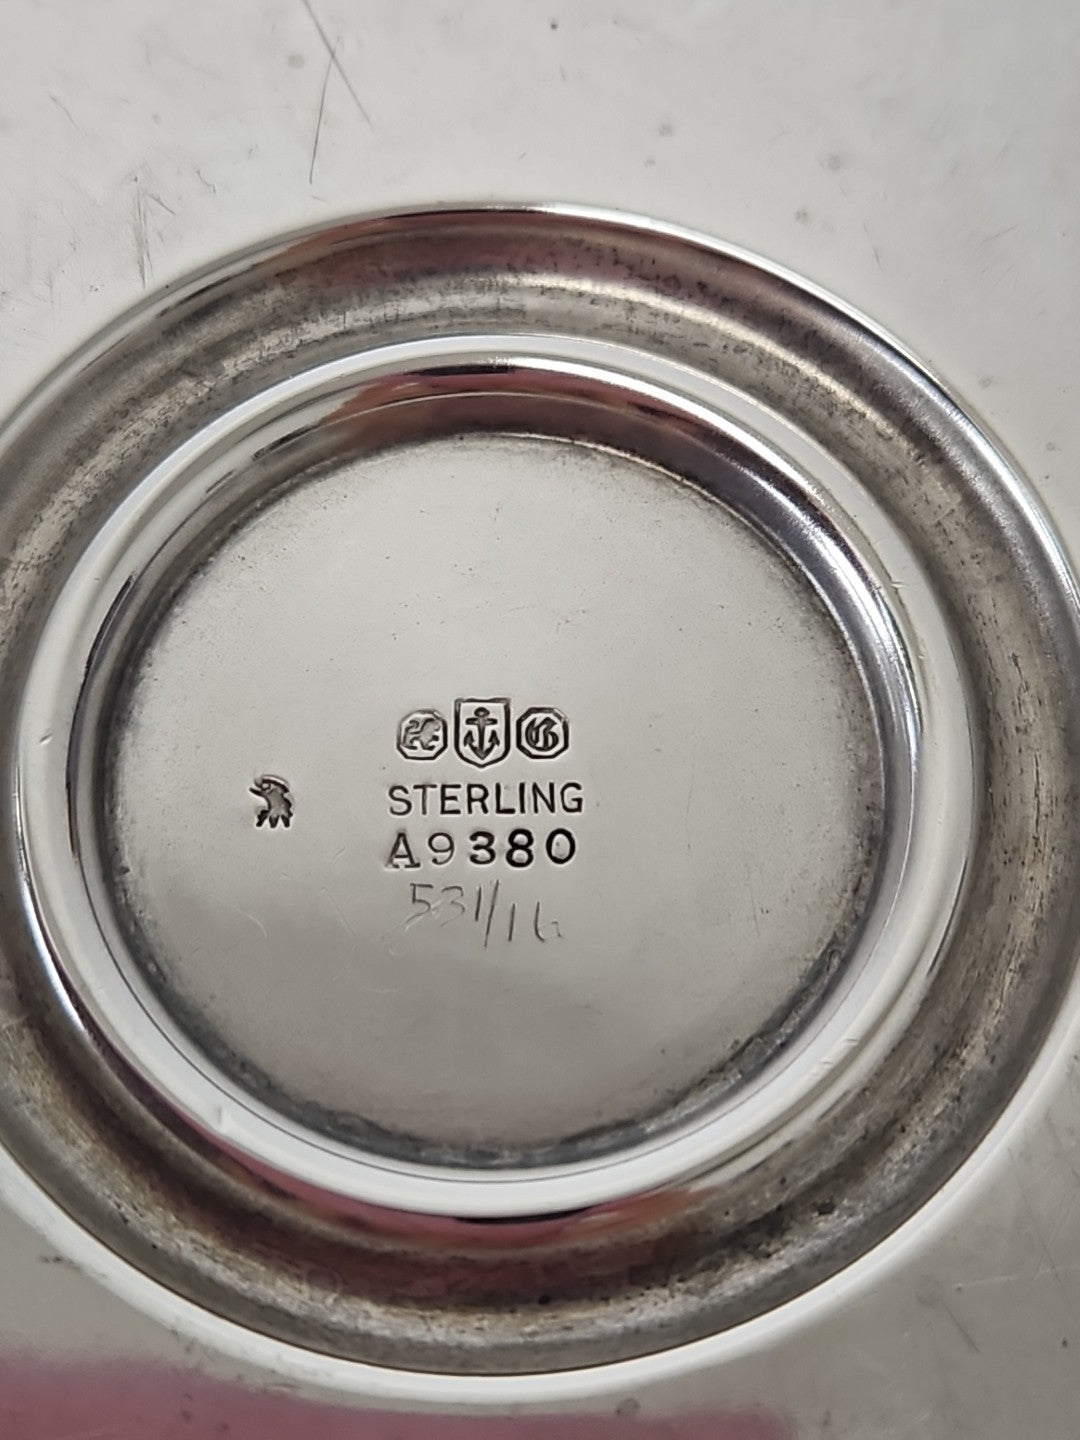 G
STERLING
A9380
531/16